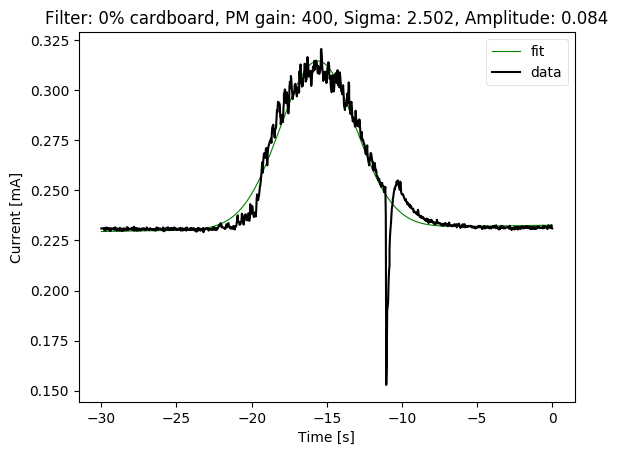 Filter: 0% cardboard, PM gain: 400, Sigma: 2.502, Amplitude: 0.084
0.325
0.300
0.275
0.250
0.225
0.200
0.175
0.150
Current [mA]
fit
data
−30 −25 −20 −15 −10 −5 0
Time [s]